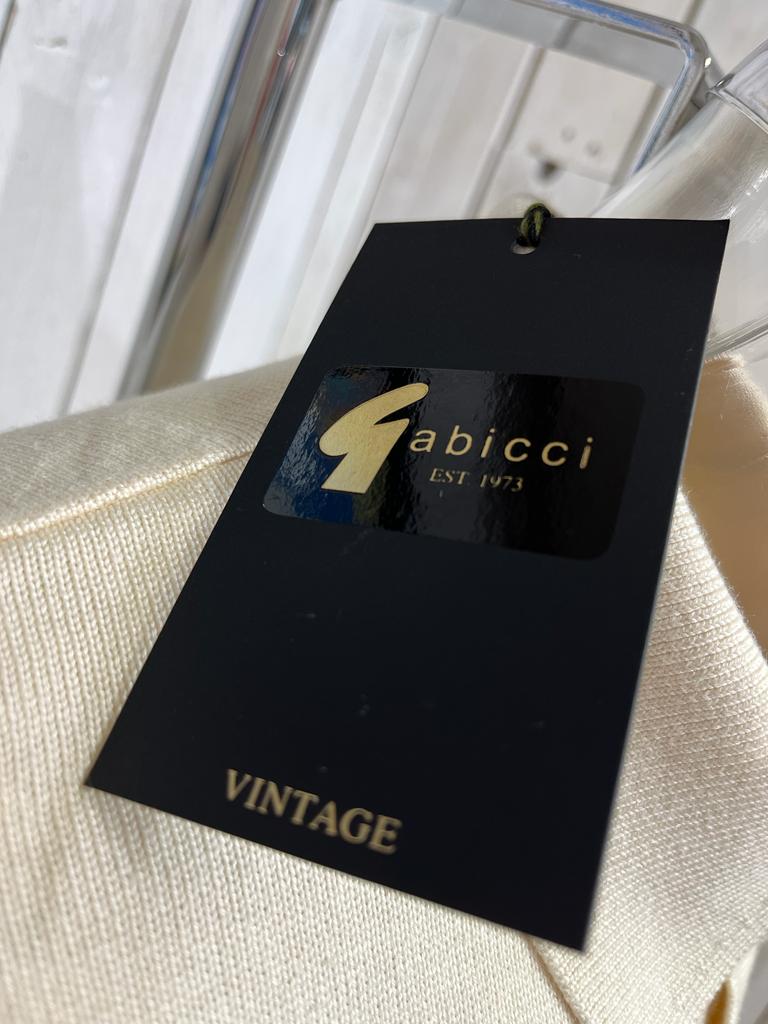 Gabicci
EST. 1973
VINTAGE